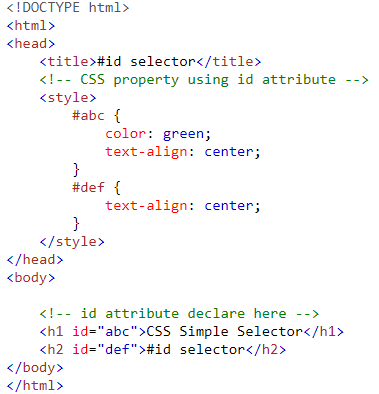 <!DOCTYPE html>
<html>
<head>
    <title>#id selector</title>
    <!-- CSS property using id attribute -->
    <style>
        #abc {
            color: green;
            text-align: center;
        }
        #def {
            text-align: center;
        }
    </style>
</head>
<body>

    <!-- id attribute declare here -->
    <h1 id="abc">CSS Simple Selector</h1>
    <h2 id="def">#id selector</h2>
</body>
</html>